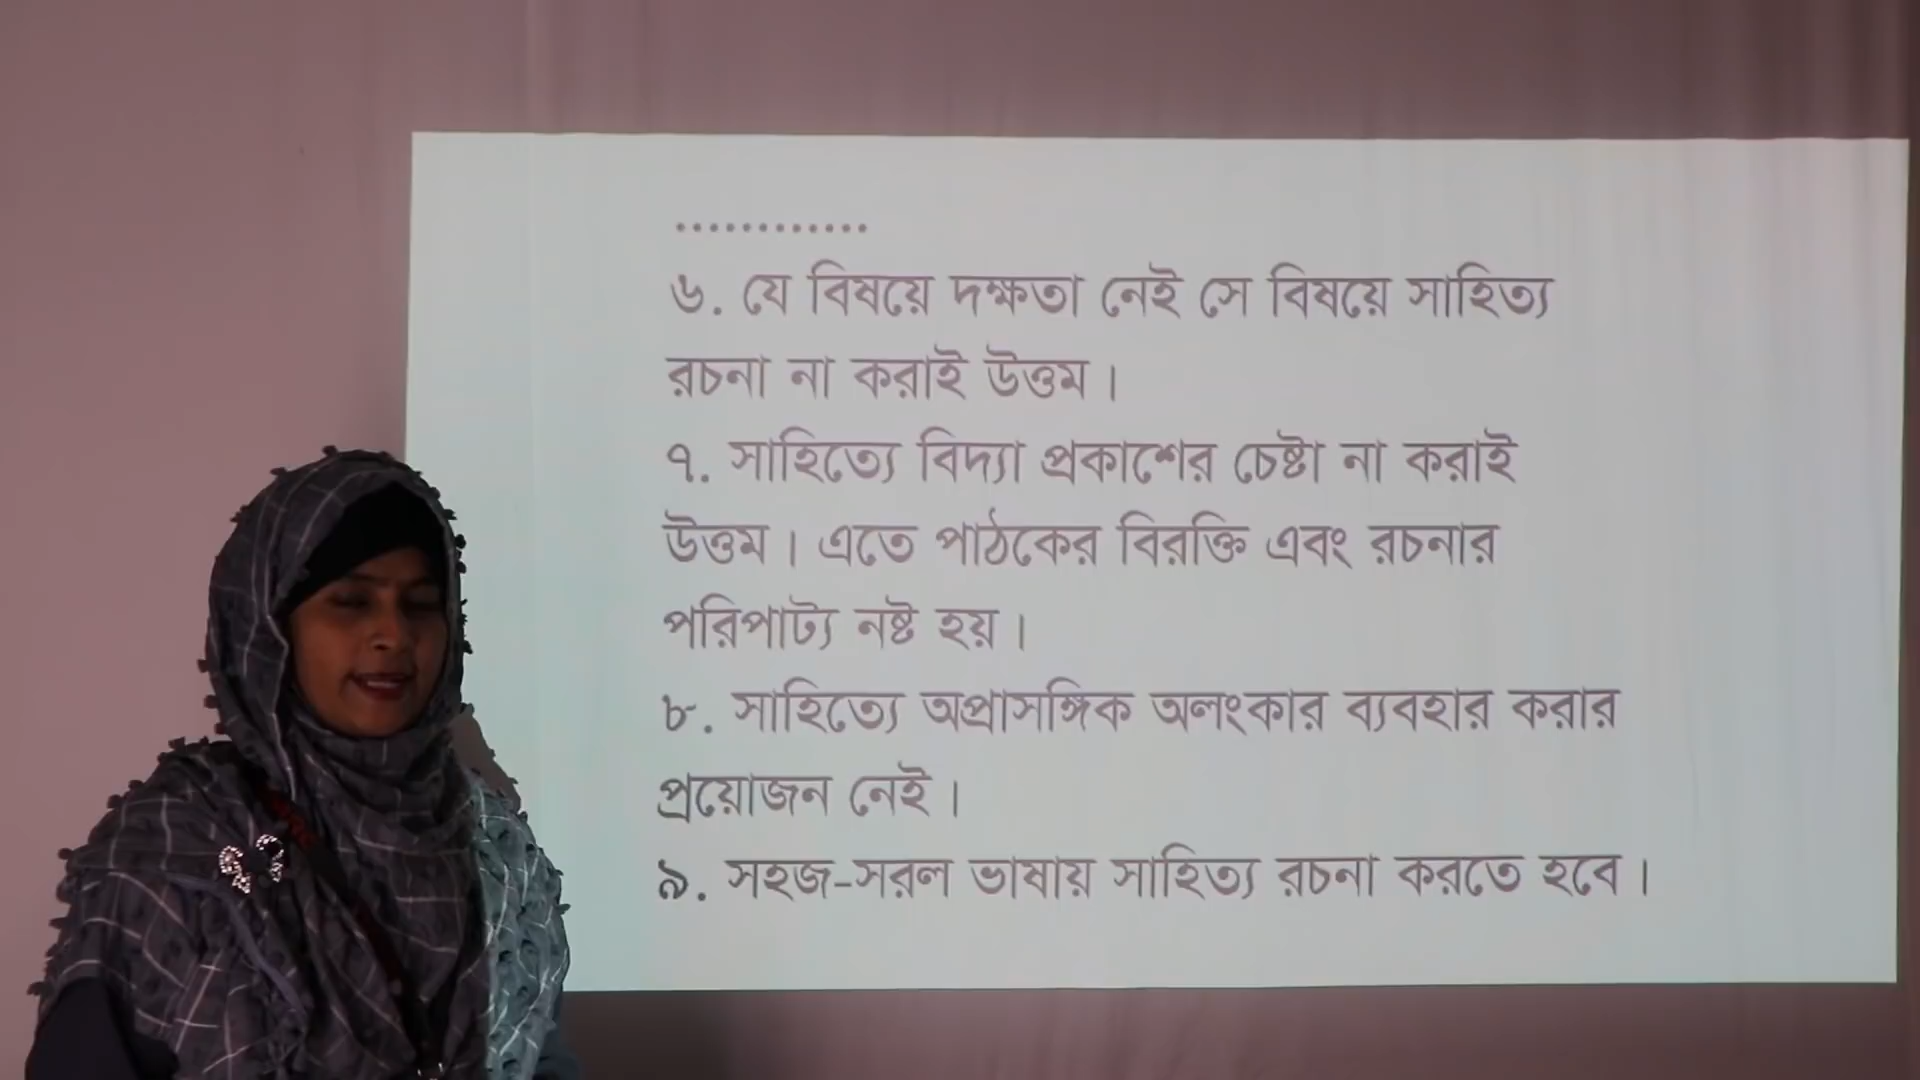 ............
৬. যে বিষয়ে দক্ষতা নেই সে বিষয়ে সাহিত্য
রচনা না করাই উত্তম।
৭. সাহিত্যে বিদ্যা প্রকাশের চেষ্টা না করাই
উত্তম। এতে পাঠকের বিরক্তি এবং রচনার
পরিপাট্য নষ্ট হয়।
৮. সাহিত্যে অপ্রাসঙ্গিক অলংকার ব্যবহার করার
প্রয়োজন নেই।
৯. সহজ-সরল ভাষায় সাহিত্য রচনা করতে হবে।